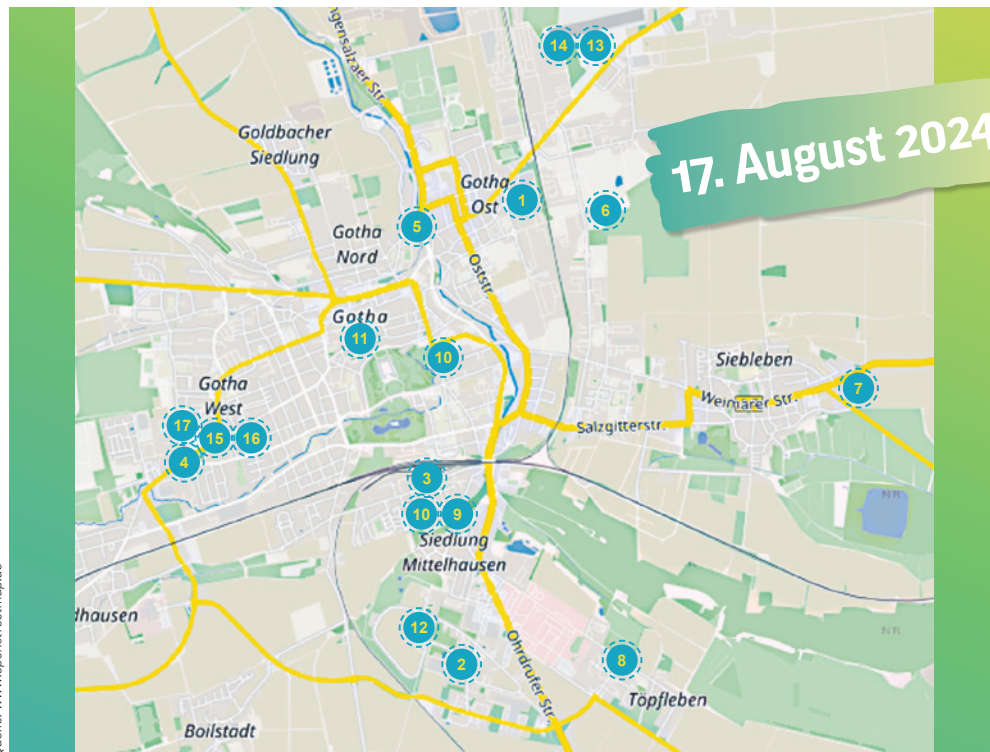 ngensalzaer Str.
14
13
17. August 2024
Goldbacher
Siedlung
Gotha
Ost
1
6
5
Gotha
Nord
Oststr.
Gotha
11
10
Siebleben
7
Gotha
West
Weimarer Str.
17
15
16
Salzgitterstr.
4
3
NR
10
9
Siedlung
Mittelhausen
dhausen
12
NR
2
Ohrdrufer Str.
8
Töpfleben
Boilstadt